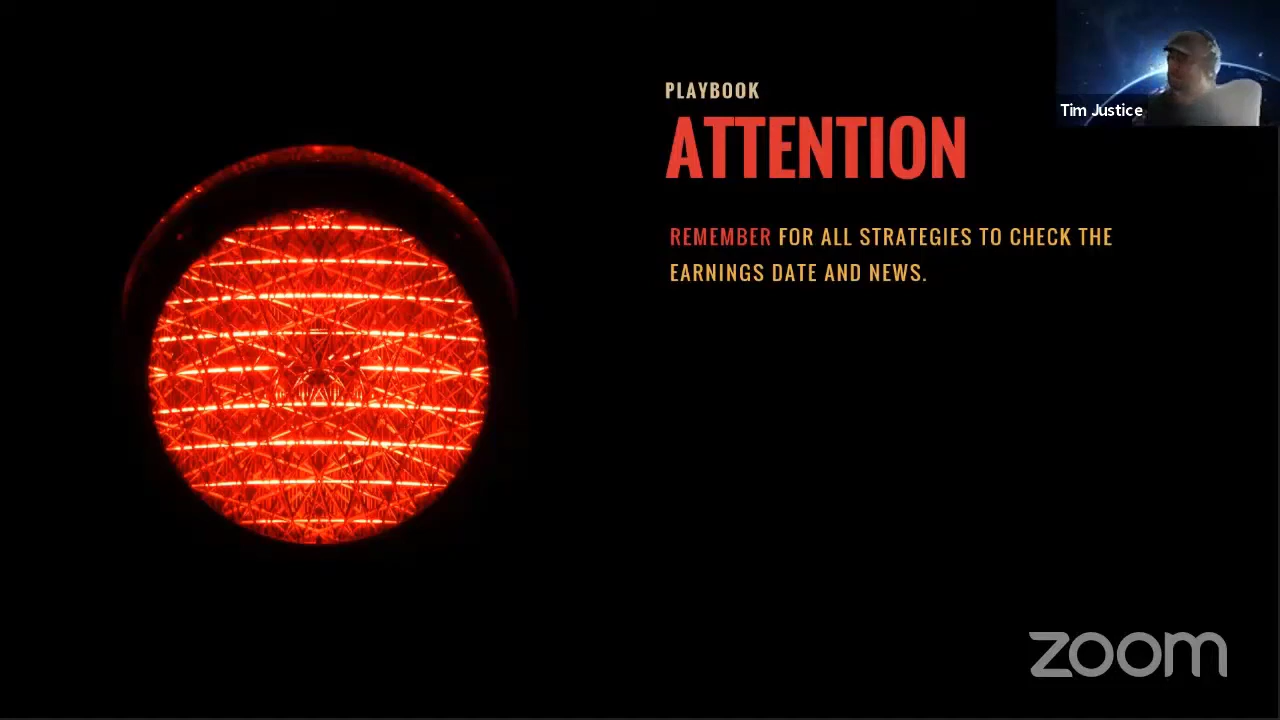 PLAYBOOK
ATTENTION
REMEMBER FOR ALL STRATEGIES TO CHECK THE
EARNINGS DATE AND NEWS.
Tim Justice
zoom